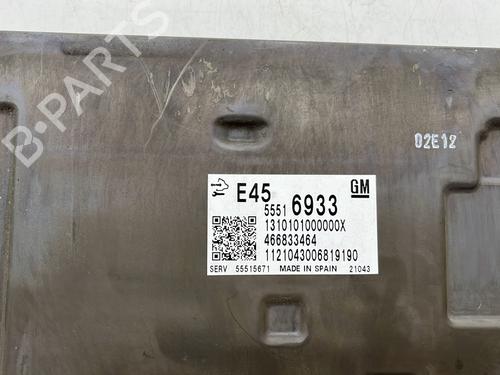 B-PARTS
02E12
E45 GM
5551 6933
1310101000000X
466833464
1121043006819190
SERV 55515671 MADE IN SPAIN 21043